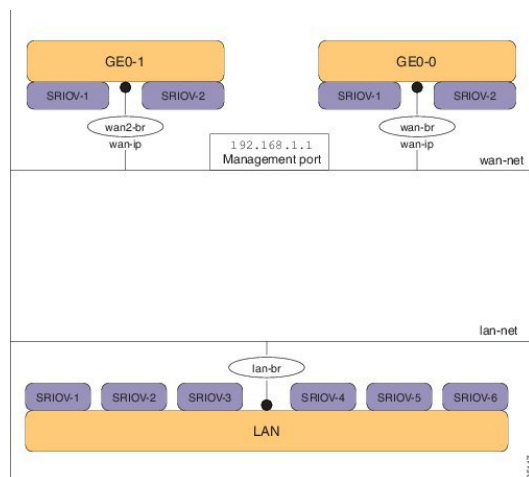 GE0-1
GE0-0
SRIOV-1
SRIOV-2
SRIOV-1
SRIOV-2
wan2-br
wan-ip
192.168.1.1
Management port
wan-br
wan-ip
wan-net
lan-net
lan-br
SRIOV-1
SRIOV-2
SRIOV-3
SRIOV-4
SRIOV-5
SRIOV-6
LAN